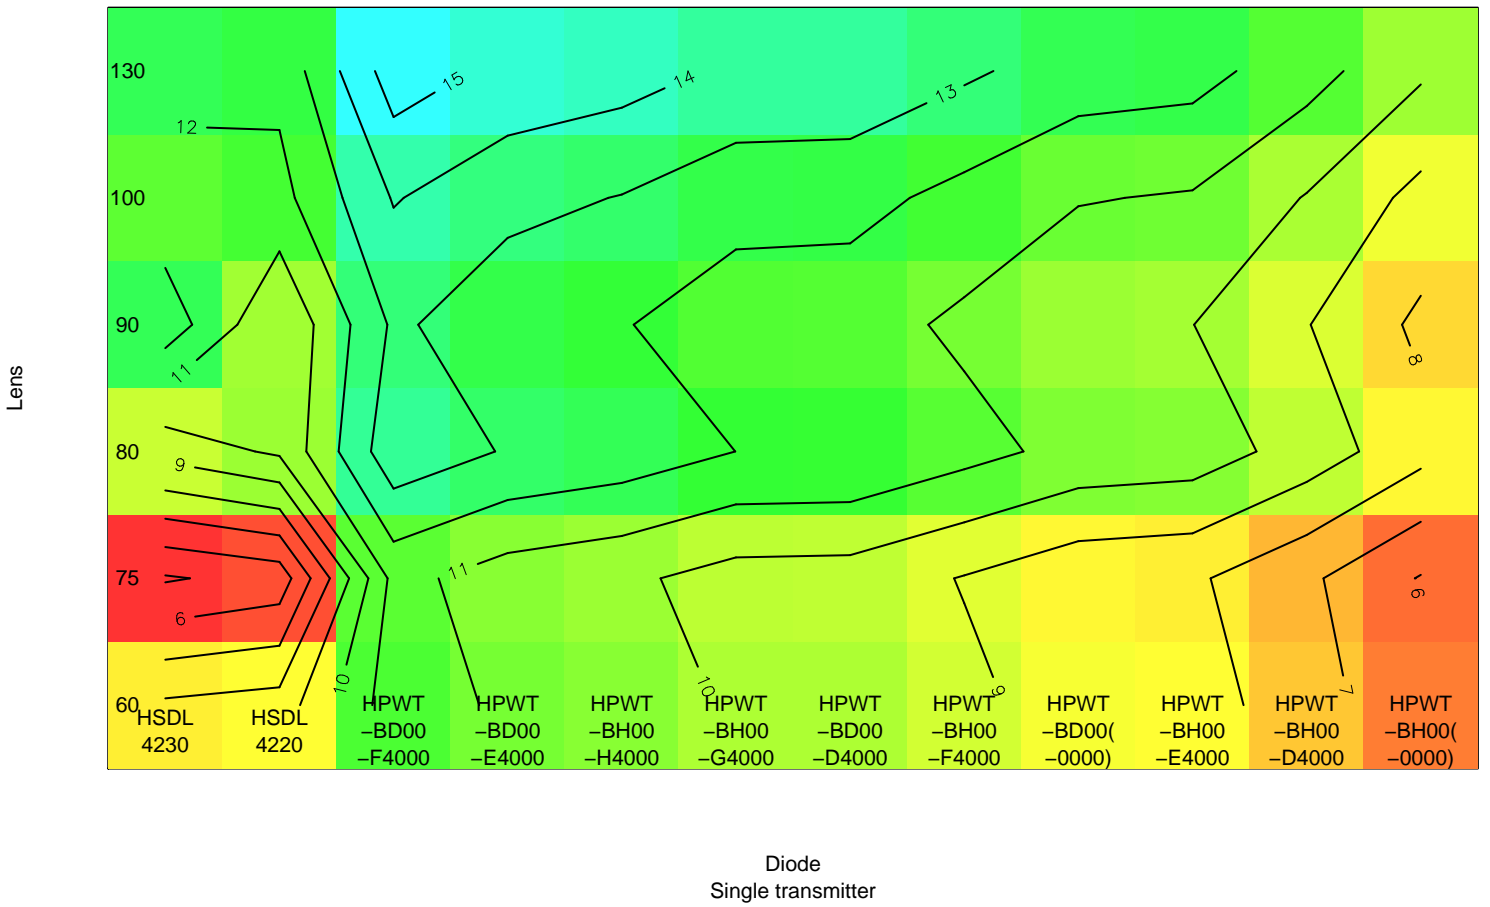 130
15
14
13
12
100
90
11
8
Lens
80
9
75
11
6
6
10
10
9
7
60
HSDL
4230
HSDL
4220
HPWT
−BD00
−F4000
HPWT
−BD00
−E4000
HPWT
−BH00
−H4000
HPWT
−BH00
−G4000
HPWT
−BD00
−D4000
HPWT
−BH00
−F4000
HPWT
−BD00(
−0000)
HPWT
−BH00
−E4000
HPWT
−BH00
−D4000
HPWT
−BH00(
−0000)
Diode
Single transmitter